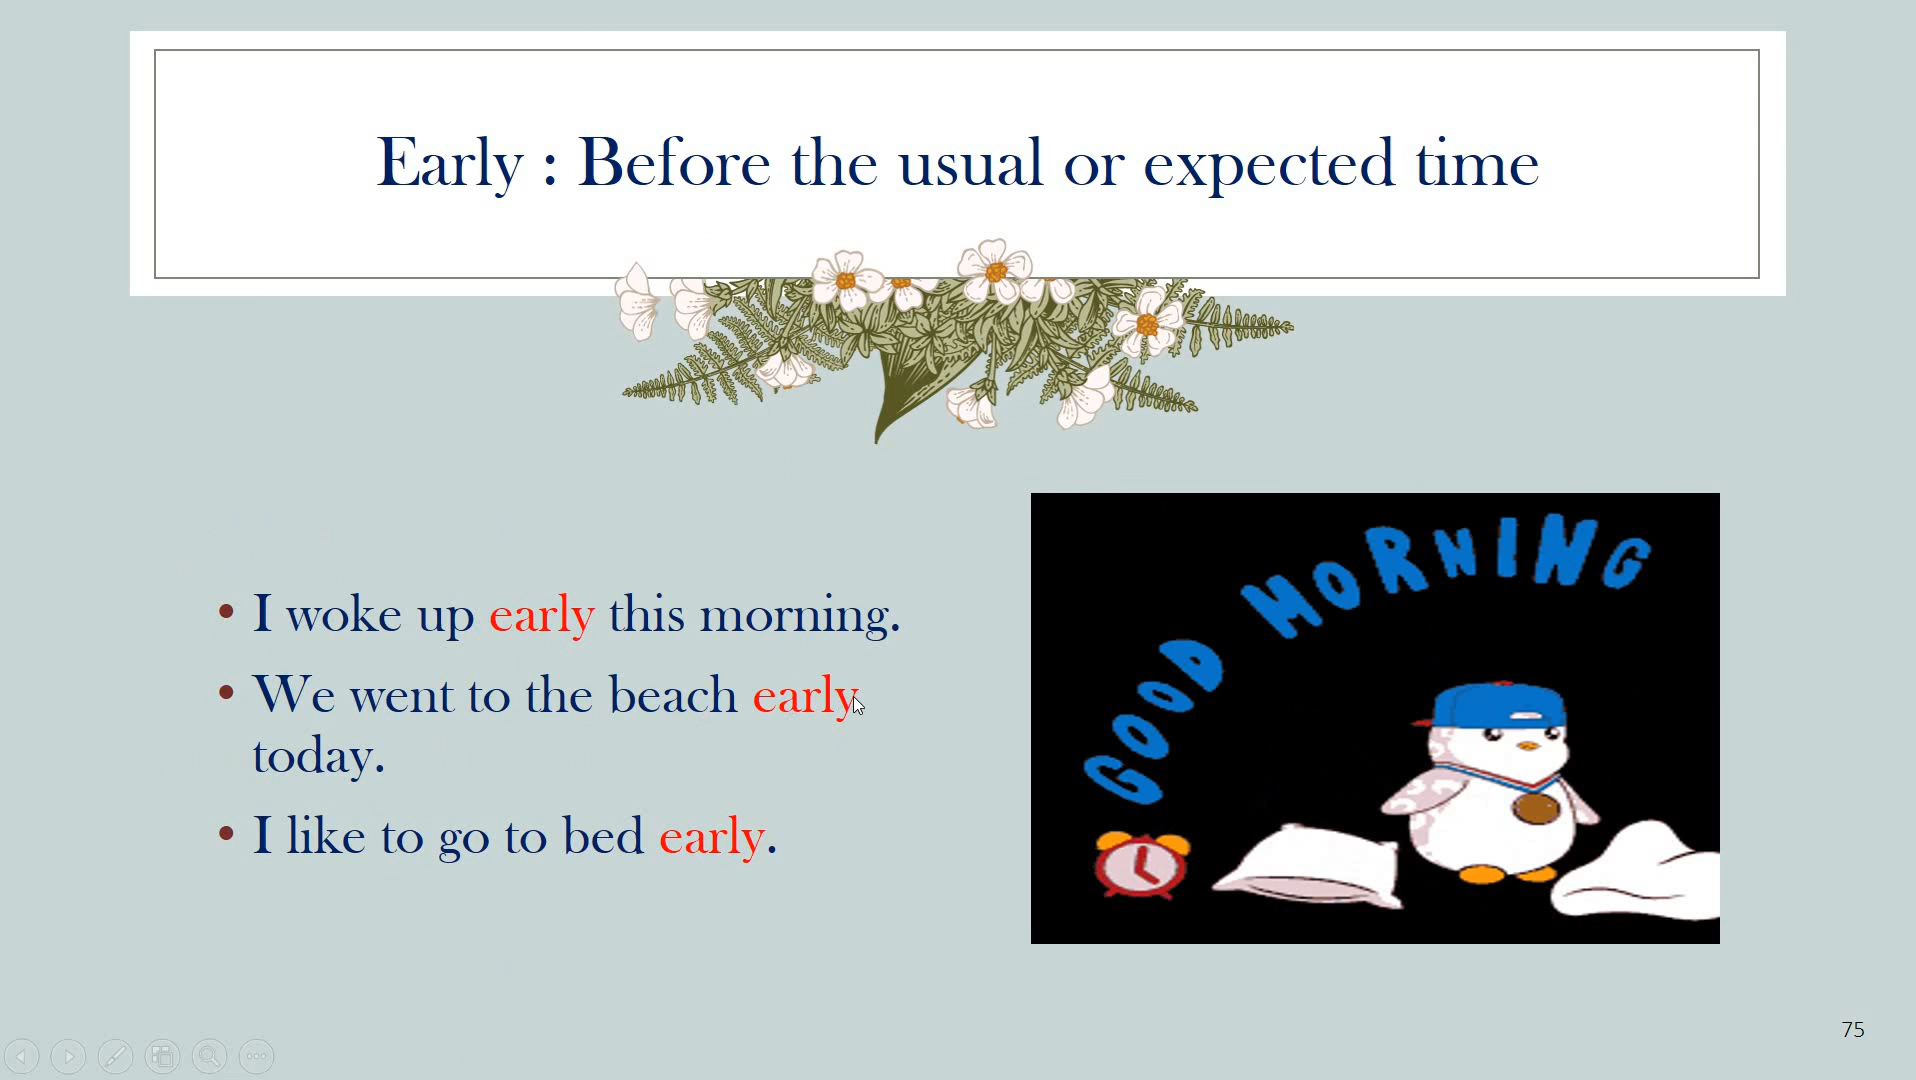 Early : Before the usual or expected time
• I woke up early this morning.
• We went to the beach early
today.
• I like to go to bed early.
GOOD MORNING
75